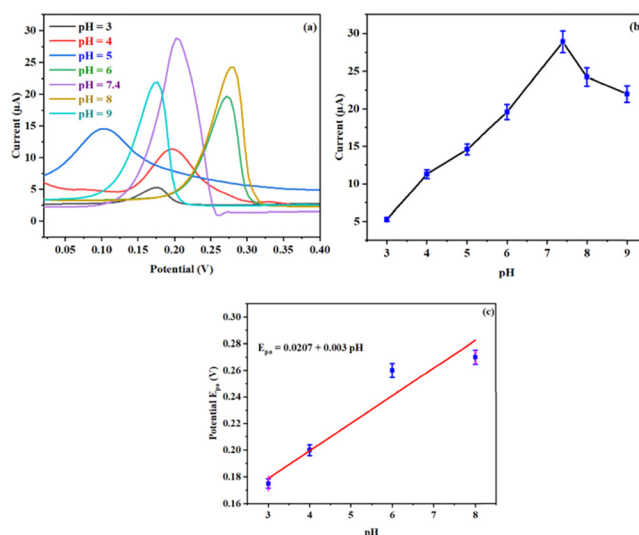 (a)
pH = 3
pH = 4
pH = 5
pH = 6
pH = 7.4
pH = 8
pH = 9
Current (µA)
35
30
25
20
15
10
5
0
0.05 0.10 0.15 0.20 0.25 0.30 0.35 0.40
Potential (V)
(b)
Current (µA)
35
30
25
20
15
10
5
3 4 5 6 7 8 9
pH
(c)
E_pa = 0.0207 + 0.003 pH
Potential E_pa (V)
0.30
0.28
0.26
0.24
0.22
0.20
0.18
0.16
3 4 5 6 7 8
pH